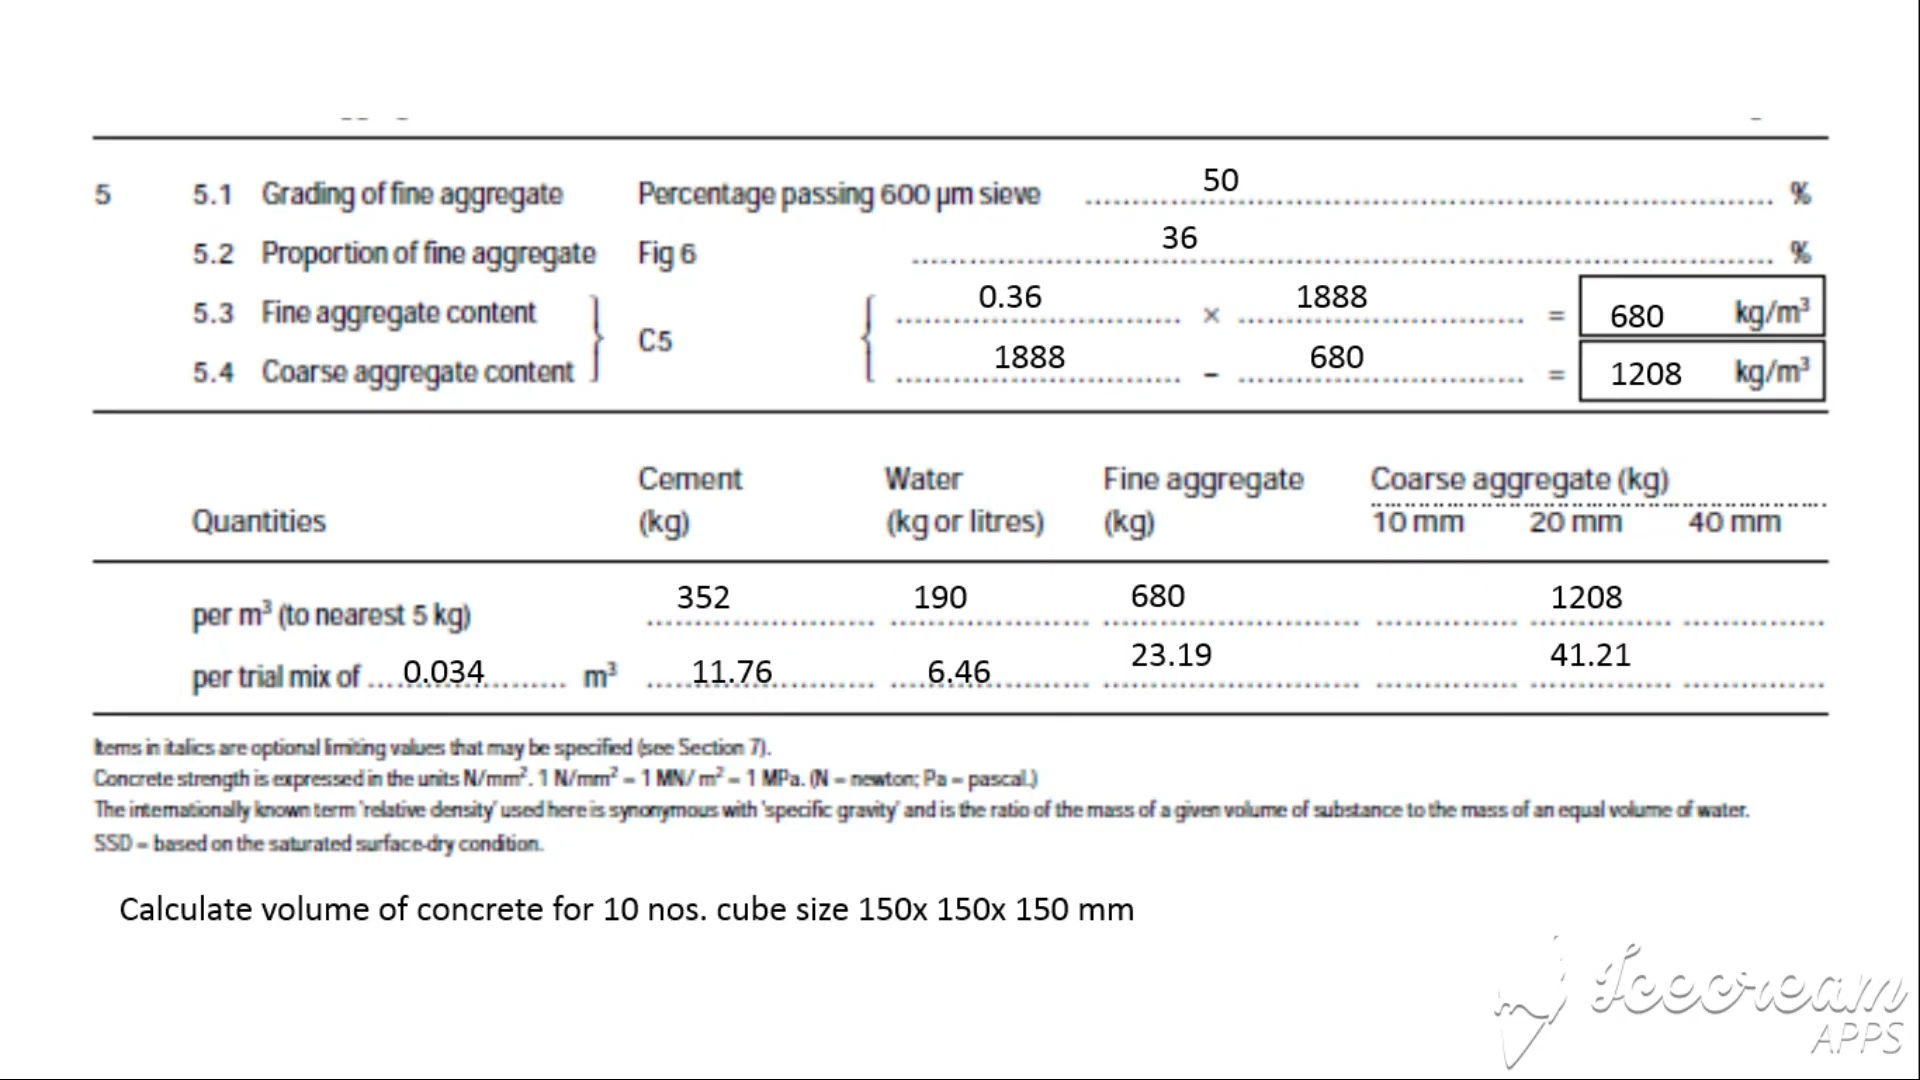 5 5.1 Grading of fine aggregate Percentage passing 600 µm sieve 50 %
5.2 Proportion of fine aggregate Fig 6 36 %
5.3 Fine aggregate content 0.36 × 1888 = 680 kg/m³
C5
5.4 Coarse aggregate content 1888 – 680 = 1208 kg/m³
Cement Water Fine aggregate Coarse aggregate (kg)
Quantities (kg) (kg or litres) (kg) 10 mm 20 mm 40 mm
per m³ (to nearest 5 kg) 352 190 680 1208
per trial mix of 0.034 m³ 11.76 6.46 23.19 41.21
Items in italics are optional limiting values that may be specified (see Section 7).
Concrete strength is expressed in the units N/mm². 1 N/mm² = 1 MN/ m² = 1 MPa. (N = newton; Pa = pascal.)
The internationally known term 'relative density' used here is synonymous with 'specific gravity' and is the ratio of the mass of a given volume of substance to the mass of an equal volume of water.
SSD = based on the saturated surface-dry condition.
Calculate volume of concrete for 10 nos. cube size 150x 150x 150 mm
Icecream
APPS